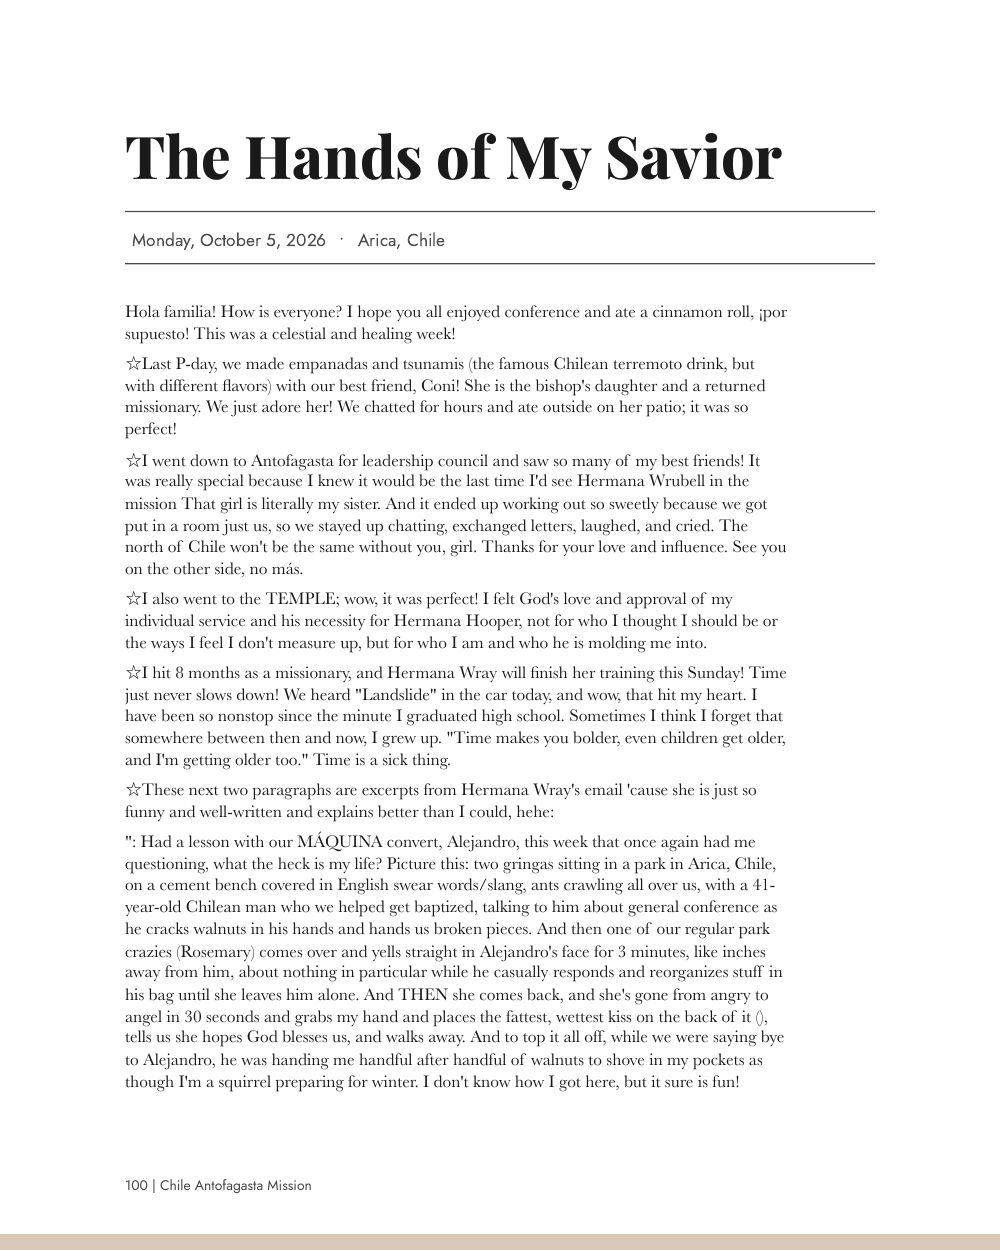 The Hands of My Savior
Monday, October 5, 2026 · Arica, Chile
Hola familia! How is everyone? I hope you all enjoyed conference and ate a cinnamon roll, ¡por
supuesto! This was a celestial and healing week!
☆Last P-day, we made empanadas and tsunamis (the famous Chilean terremoto drink, but
with different flavors) with our best friend, Coni! She is the bishop's daughter and a returned
missionary. We just adore her! We chatted for hours and ate outside on her patio; it was so
perfect!
☆I went down to Antofagasta for leadership council and saw so many of my best friends! It
was really special because I knew it would be the last time I'd see Hermana Wrubell in the
mission That girl is literally my sister. And it ended up working out so sweetly because we got
put in a room just us, so we stayed up chatting, exchanged letters, laughed, and cried. The
north of Chile won't be the same without you, girl. Thanks for your love and influence. See you
on the other side, no más.
☆I also went to the TEMPLE; wow, it was perfect! I felt God's love and approval of my
individual service and his necessity for Hermana Hooper, not for who I thought I should be or
the ways I feel I don't measure up, but for who I am and who he is molding me into.
☆I hit 8 months as a missionary, and Hermana Wray will finish her training this Sunday! Time
just never slows down! We heard "Landslide" in the car today, and wow, that hit my heart. I
have been so nonstop since the minute I graduated high school. Sometimes I think I forget that
somewhere between then and now, I grew up. "Time makes you bolder, even children get older,
and I'm getting older too." Time is a sick thing.
☆These next two paragraphs are excerpts from Hermana Wray's email 'cause she is just so
funny and well-written and explains better than I could, hehe:
": Had a lesson with our MÁQUINA convert, Alejandro, this week that once again had me
questioning, what the heck is my life? Picture this: two gringas sitting in a park in Arica, Chile,
on a cement bench covered in English swear words/slang, ants crawling all over us, with a 41-
year-old Chilean man who we helped get baptized, talking to him about general conference as
he cracks walnuts in his hands and hands us broken pieces. And then one of our regular park
crazies (Rosemary) comes over and yells straight in Alejandro's face for 3 minutes, like inches
away from him, about nothing in particular while he casually responds and reorganizes stuff in
his bag until she leaves him alone. And THEN she comes back, and she's gone from angry to
angel in 30 seconds and grabs my hand and places the fattest, wettest kiss on the back of it (),
tells us she hopes God blesses us, and walks away. And to top it all off, while we were saying bye
to Alejandro, he was handing me handful after handful of walnuts to shove in my pockets as
though I'm a squirrel preparing for winter. I don't know how I got here, but it sure is fun!
100 | Chile Antofagasta Mission